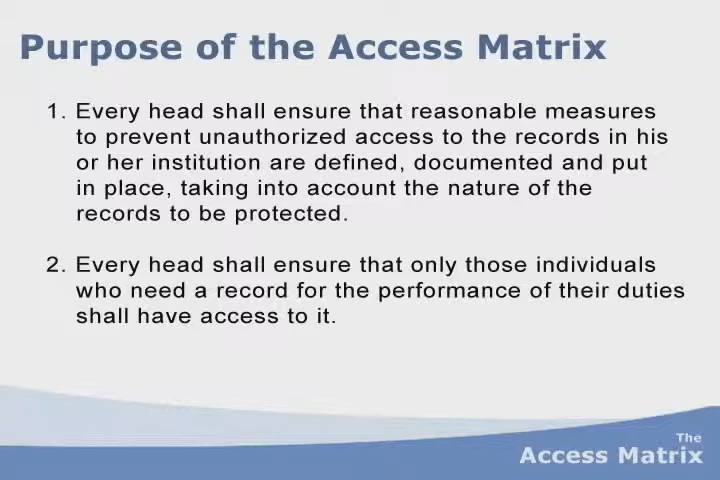 Purpose of the Access Matrix
1. Every head shall ensure that reasonable measures
to prevent unauthorized access to the records in his
or her institution are defined, documented and put
in place, taking into account the nature of the
records to be protected.
2. Every head shall ensure that only those individuals
who need a record for the performance of their duties
shall have access to it.
The
Access Matrix